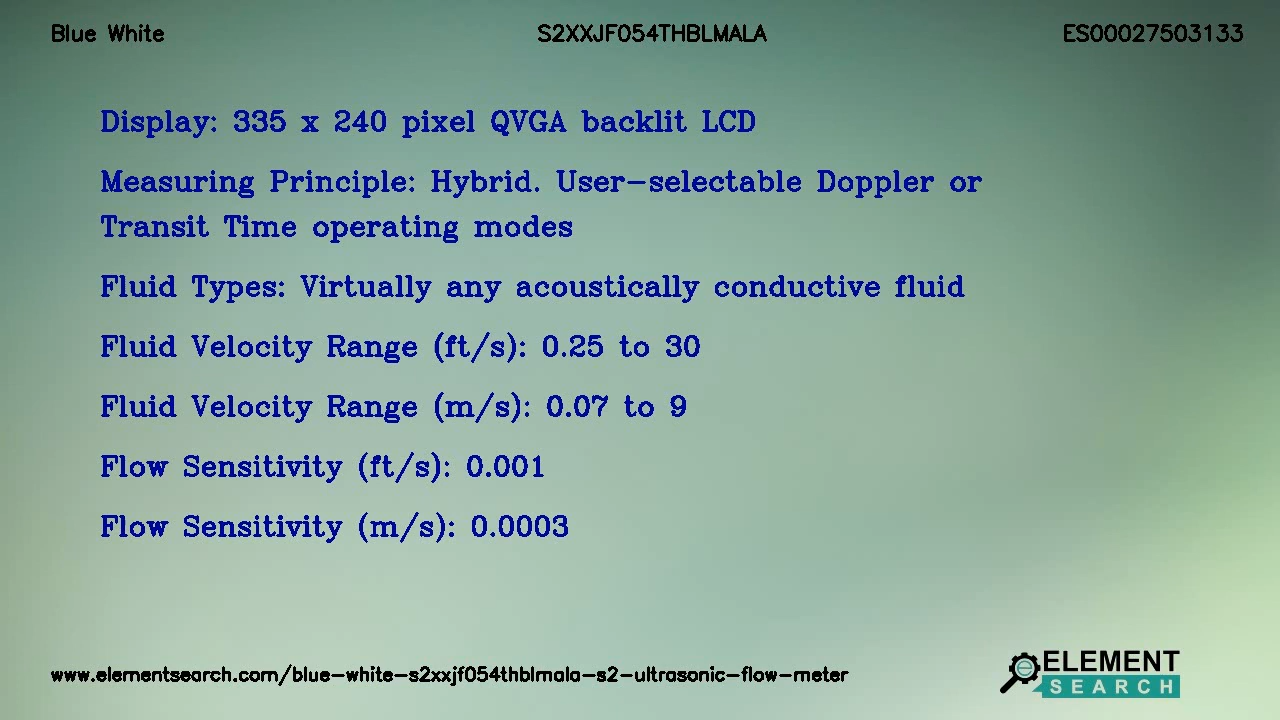 Blue White
S2XXJF054THBLMALA
ES00027503133
Display: 335 x 240 pixel QVGA backlit LCD
Measuring Principle: Hybrid. User-selectable Doppler or
Transit Time operating modes
Fluid Types: Virtually any acoustically conductive fluid
Fluid Velocity Range (ft/s): 0.25 to 30
Fluid Velocity Range (m/s): 0.07 to 9
Flow Sensitivity (ft/s): 0.001
Flow Sensitivity (m/s): 0.0003
www.elementsearch.com/blue-white-s2xxjf054thblmala-s2-ultrasonic-flow-meter
e ELEMENT
SEARCH